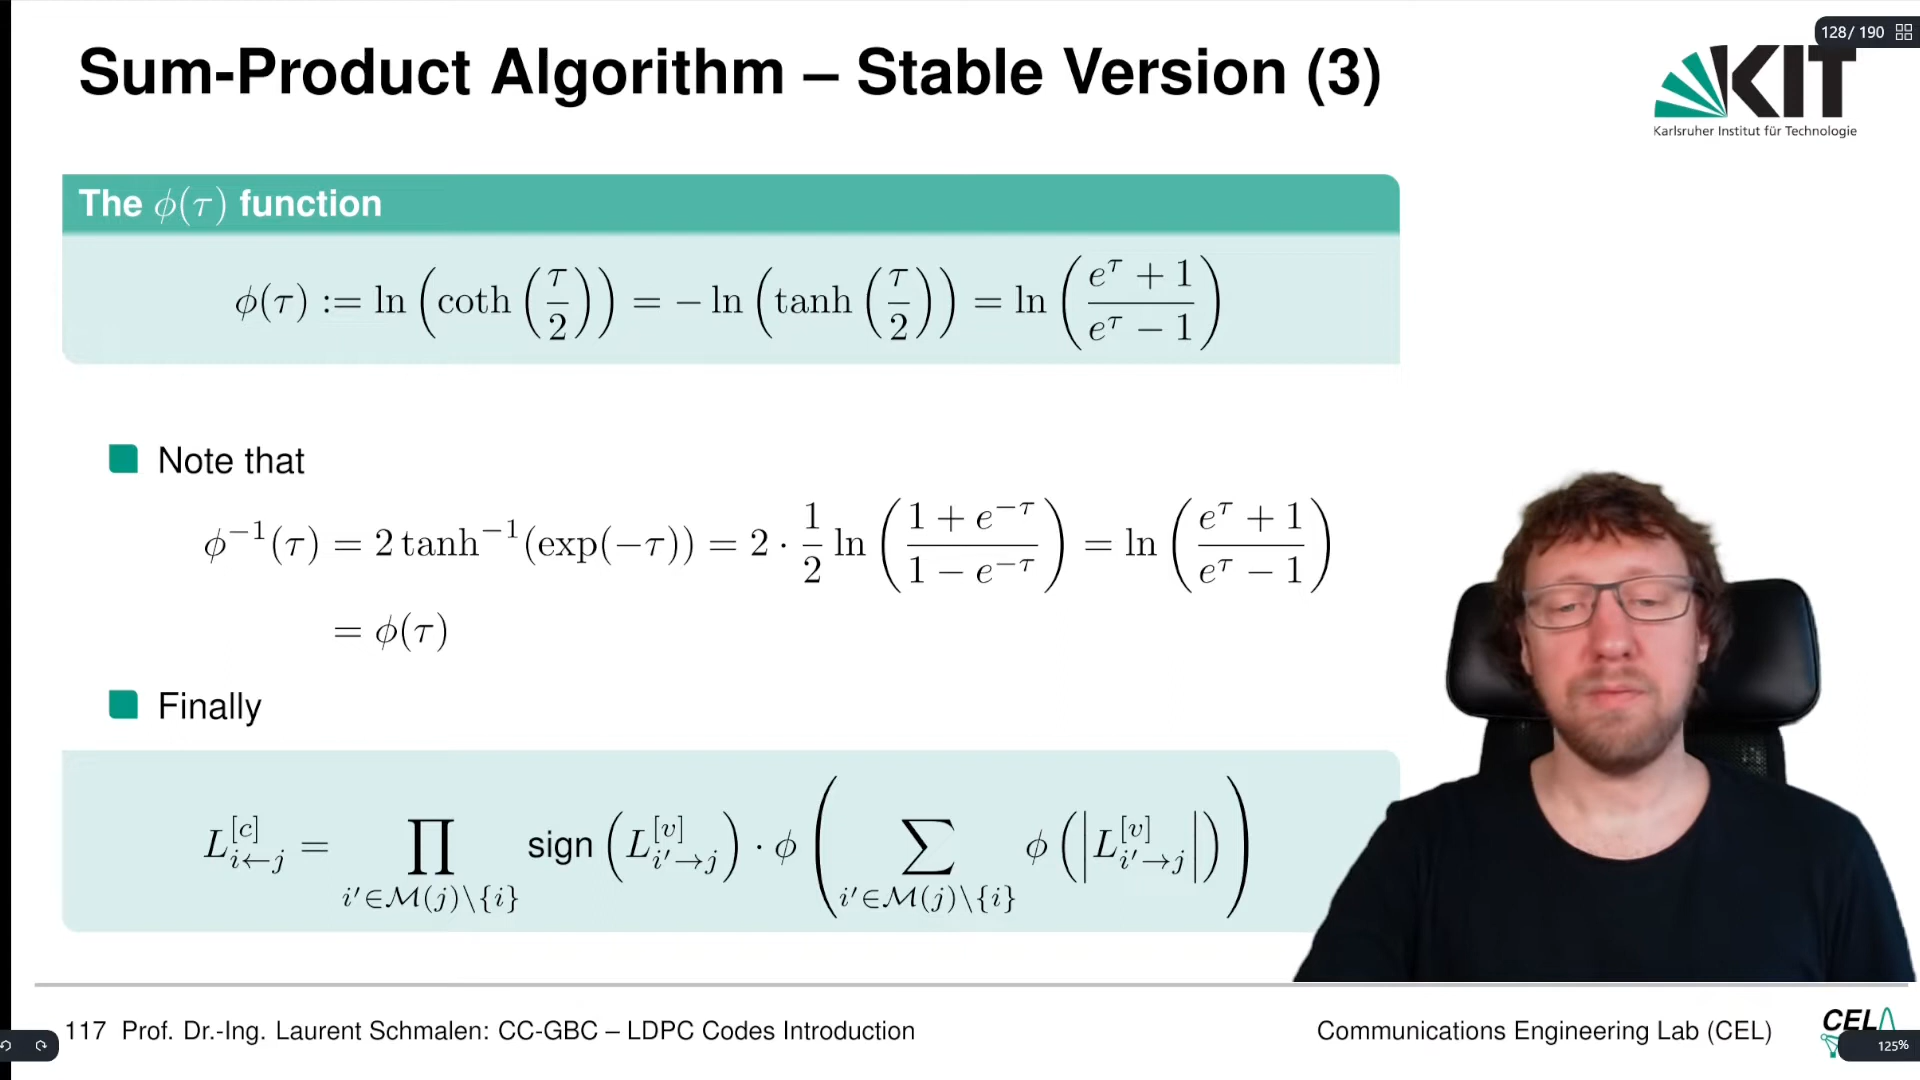 Sum-Product Algorithm – Stable Version (3)
128/ 190
KIT
Karlsruher Institut für Technologie
The ϕ(τ) function
ϕ(τ) := ln(coth(τ/2)) = −ln(tanh(τ/2)) = ln((e^τ + 1)/(e^τ − 1))
Note that
ϕ^{−1}(τ) = 2 tanh^{−1}(exp(−τ)) = 2 · 1/2 ln((1 + e^{−τ})/(1 − e^{−τ})) = ln((e^τ + 1)/(e^τ − 1))
= ϕ(τ)
Finally
L^{[c]}_{i←j} = ∏_{i′∈M(j)\{i}} sign(L^{[v]}_{i′→j}) · ϕ(∑_{i′∈M(j)\{i}} ϕ(|L^{[v]}_{i′→j}|))
117 Prof. Dr.-Ing. Laurent Schmalen: CC-GBC – LDPC Codes Introduction
Communications Engineering Lab (CEL)
CEL
125%